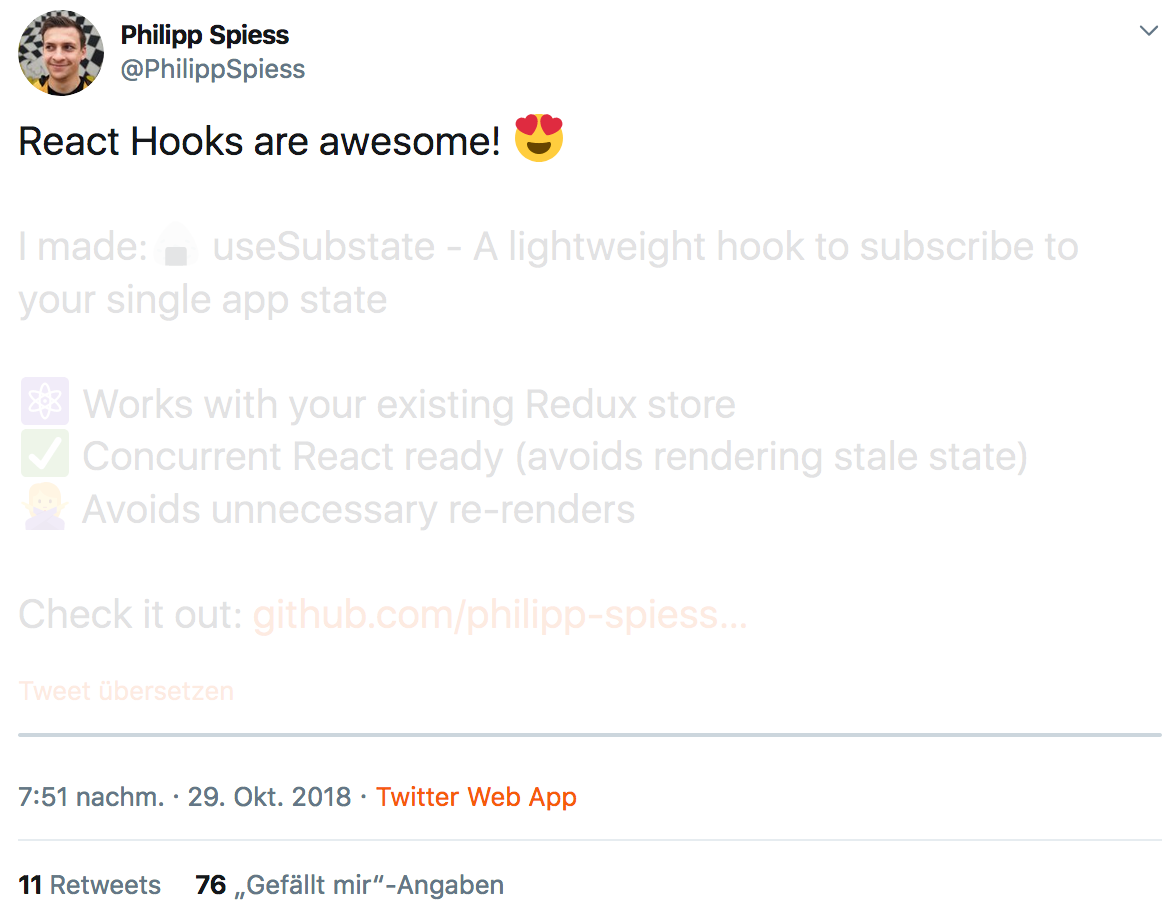 Philipp Spiess
@PhilippSpiess
React Hooks are awesome! 😍
I made:🍙 useSubstate - A lightweight hook to subscribe to
your single app state
⚛️ Works with your existing Redux store
✅ Concurrent React ready (avoids rendering stale state)
🙅‍♀️ Avoids unnecessary re-renders
Check it out: github.com/philipp-spiess…
Tweet übersetzen
7:51 nachm. · 29. Okt. 2018 · Twitter Web App
11 Retweets 76 „Gefällt mir“-Angaben